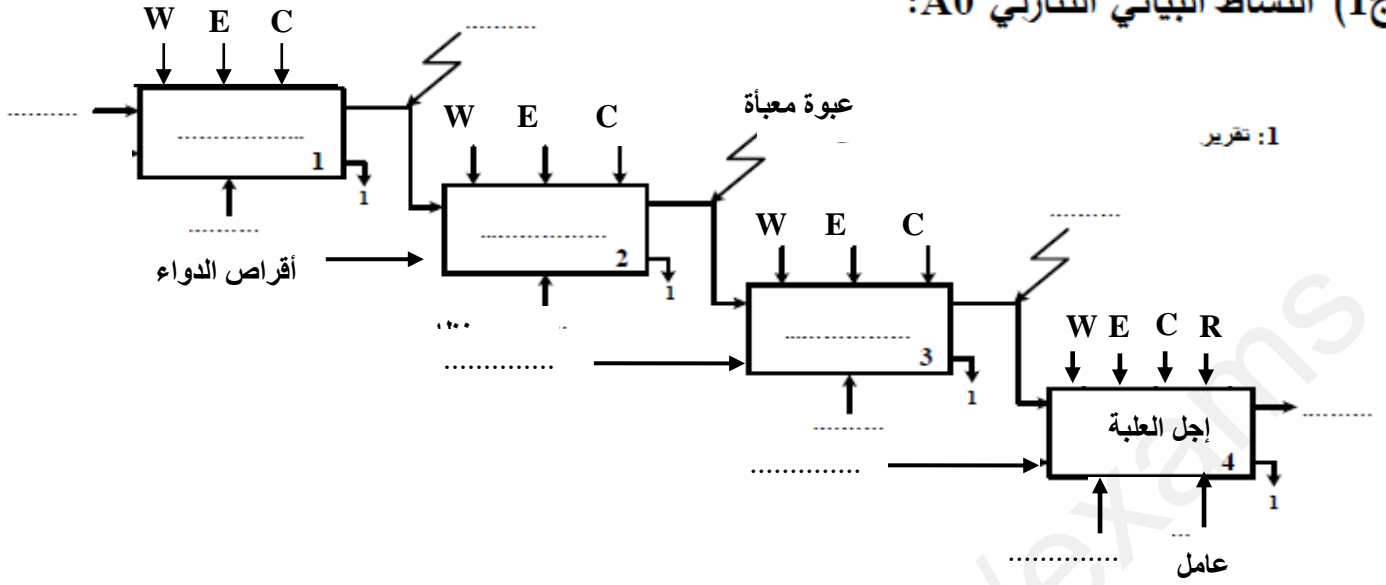 ج1) النشاط البياني التنازلي A0:
W E C
W E C
عبوة معبأة
1: تقرير
1
1
أقراص الدواء
W E C
2
1
W E C R
3
1
إجل العلبة
4
1
عامل
exams